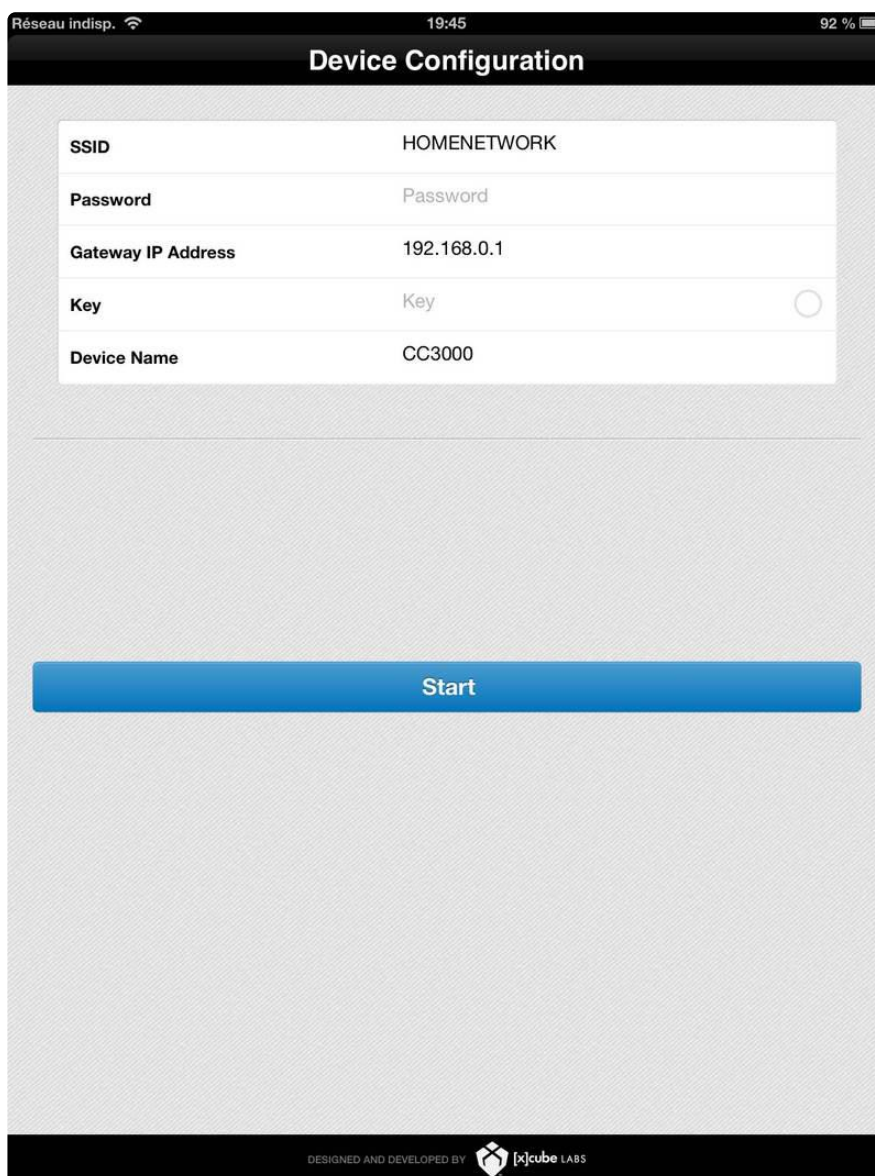 Réseau indisp. 19:45 92 %
Device Configuration
SSID HOMENETWORK
Password Password
Gateway IP Address 192.168.0.1
Key Key
Device Name CC3000
Start
DESIGNED AND DEVELOPED BY [x]cube LABS